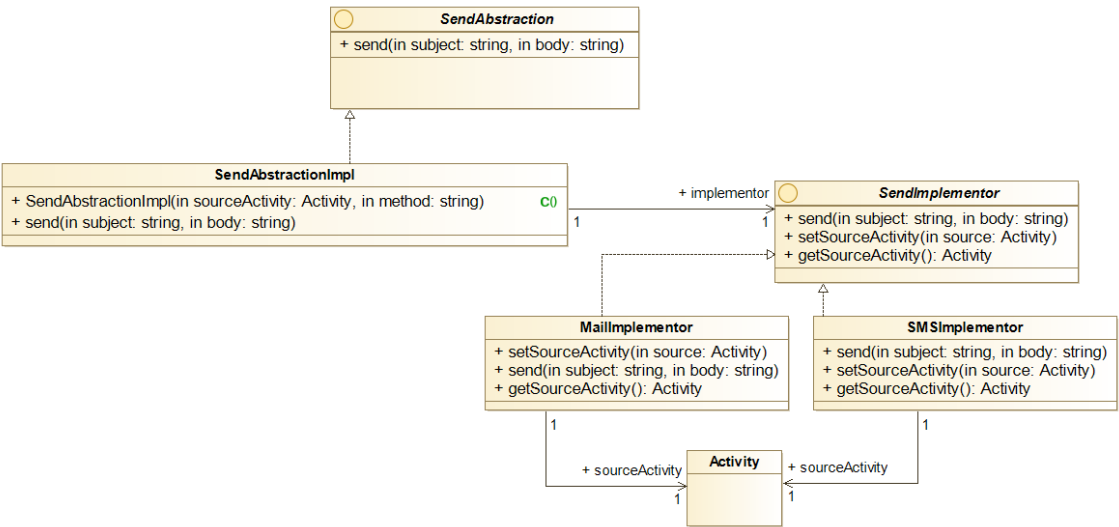 SendAbstraction
+ send(in subject: string, in body: string)
SendAbstractionImpl
+ SendAbstractionImpl(in sourceActivity: Activity, in method: string) C()
+ send(in subject: string, in body: string)
1
+ implementor
1
SendImplementor
+ send(in subject: string, in body: string)
+ setSourceActivity(in source: Activity)
+ getSourceActivity(): Activity
MailImplementor
+ setSourceActivity(in source: Activity)
+ send(in subject: string, in body: string)
+ getSourceActivity(): Activity
SMSImplementor
+ send(in subject: string, in body: string)
+ setSourceActivity(in source: Activity)
+ getSourceActivity(): Activity
1
1
+ sourceActivity
1
Activity
+ sourceActivity
1